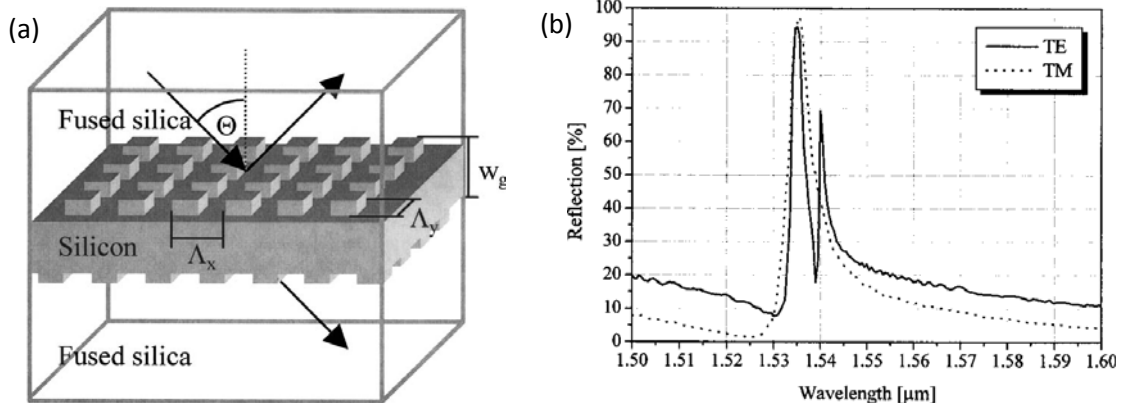 (a)
Fused silica
Θ
w_g
Λ_y
Silicon
Λ_x
Fused silica
(b)
Reflection [%]
100
90
80
70
60
50
40
30
20
10
0
TE
TM
1.50 1.51 1.52 1.53 1.54 1.55 1.56 1.57 1.58 1.59 1.60
Wavelength [μm]